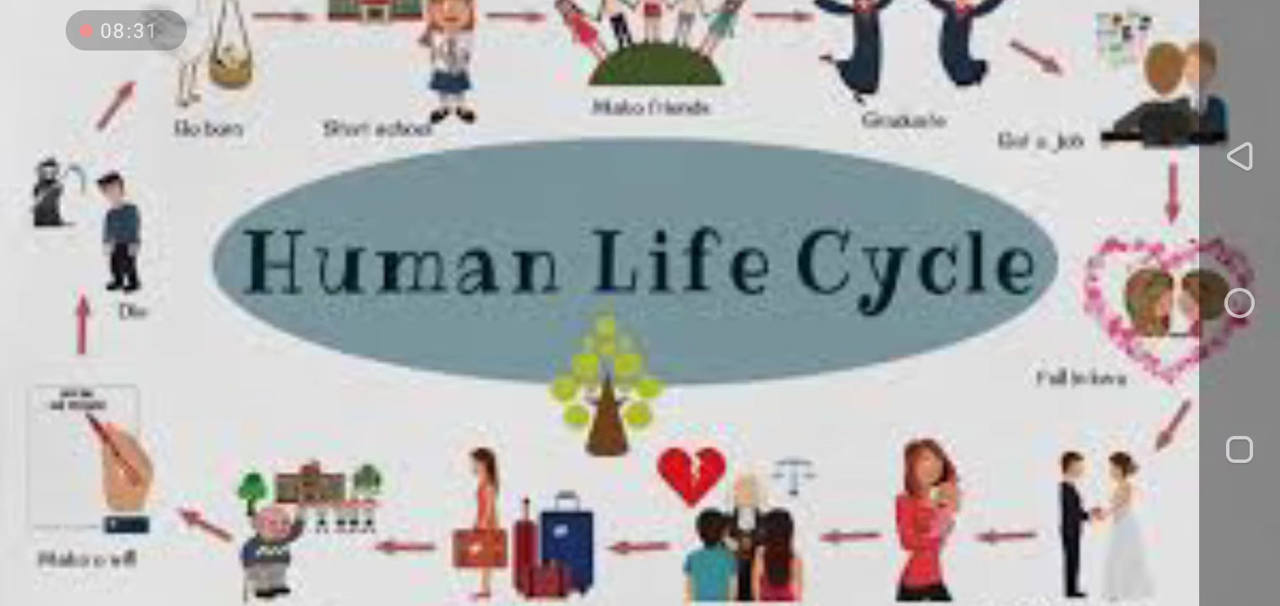 08:31
Be born
Start school
Make friends
Graduate
Get a job
Human Life Cycle
Die
Fall in love
Make a will